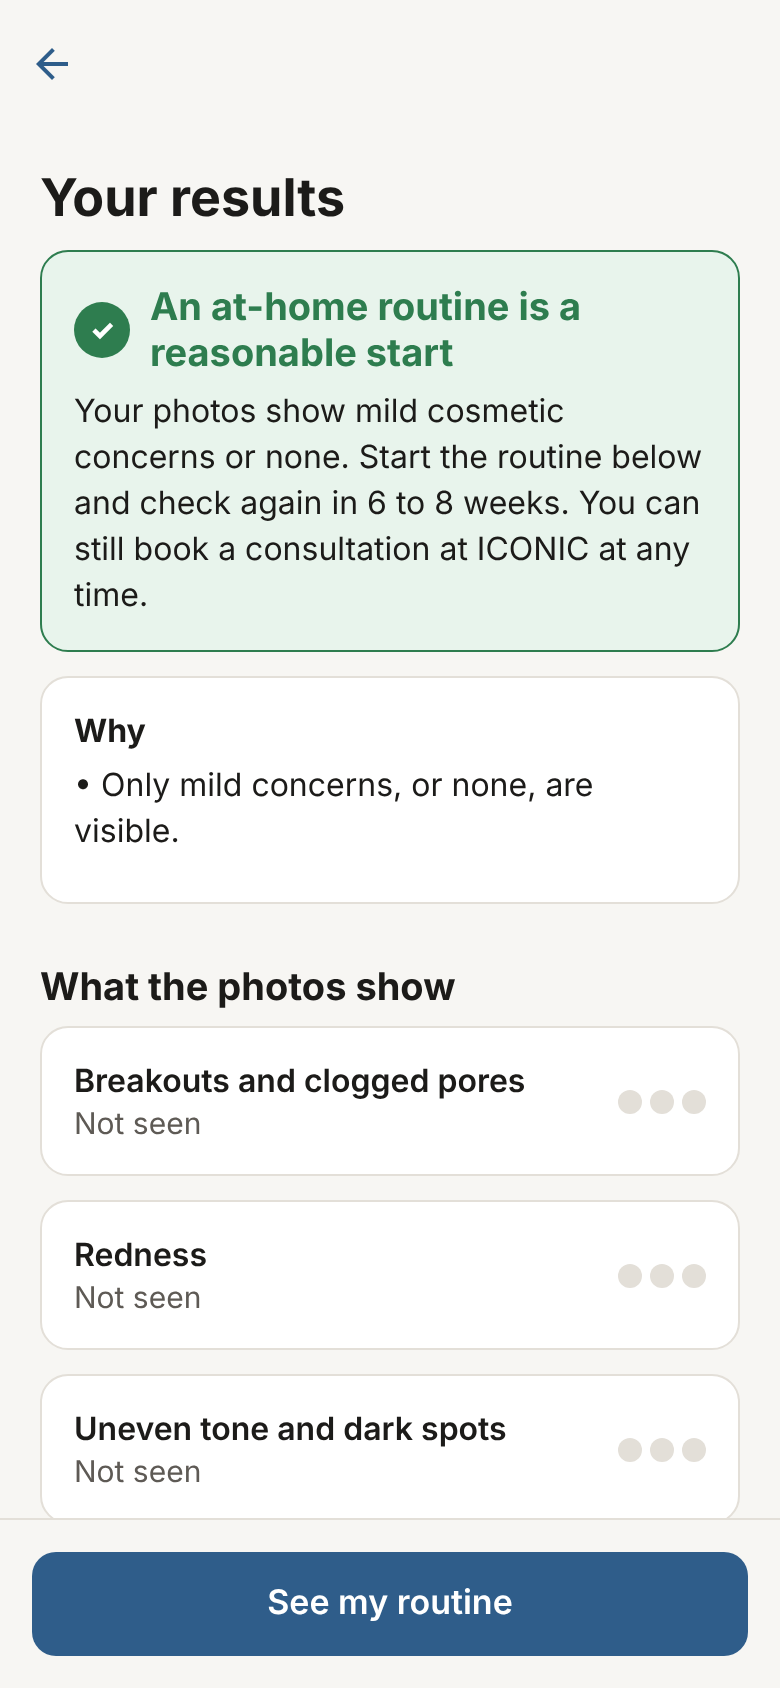 Your results
An at-home routine is a
reasonable start
Your photos show mild cosmetic
concerns or none. Start the routine below
and check again in 6 to 8 weeks. You can
still book a consultation at ICONIC at any
time.
Why
• Only mild concerns, or none, are
visible.
What the photos show
Breakouts and clogged pores
Not seen
Redness
Not seen
Uneven tone and dark spots
Not seen
See my routine